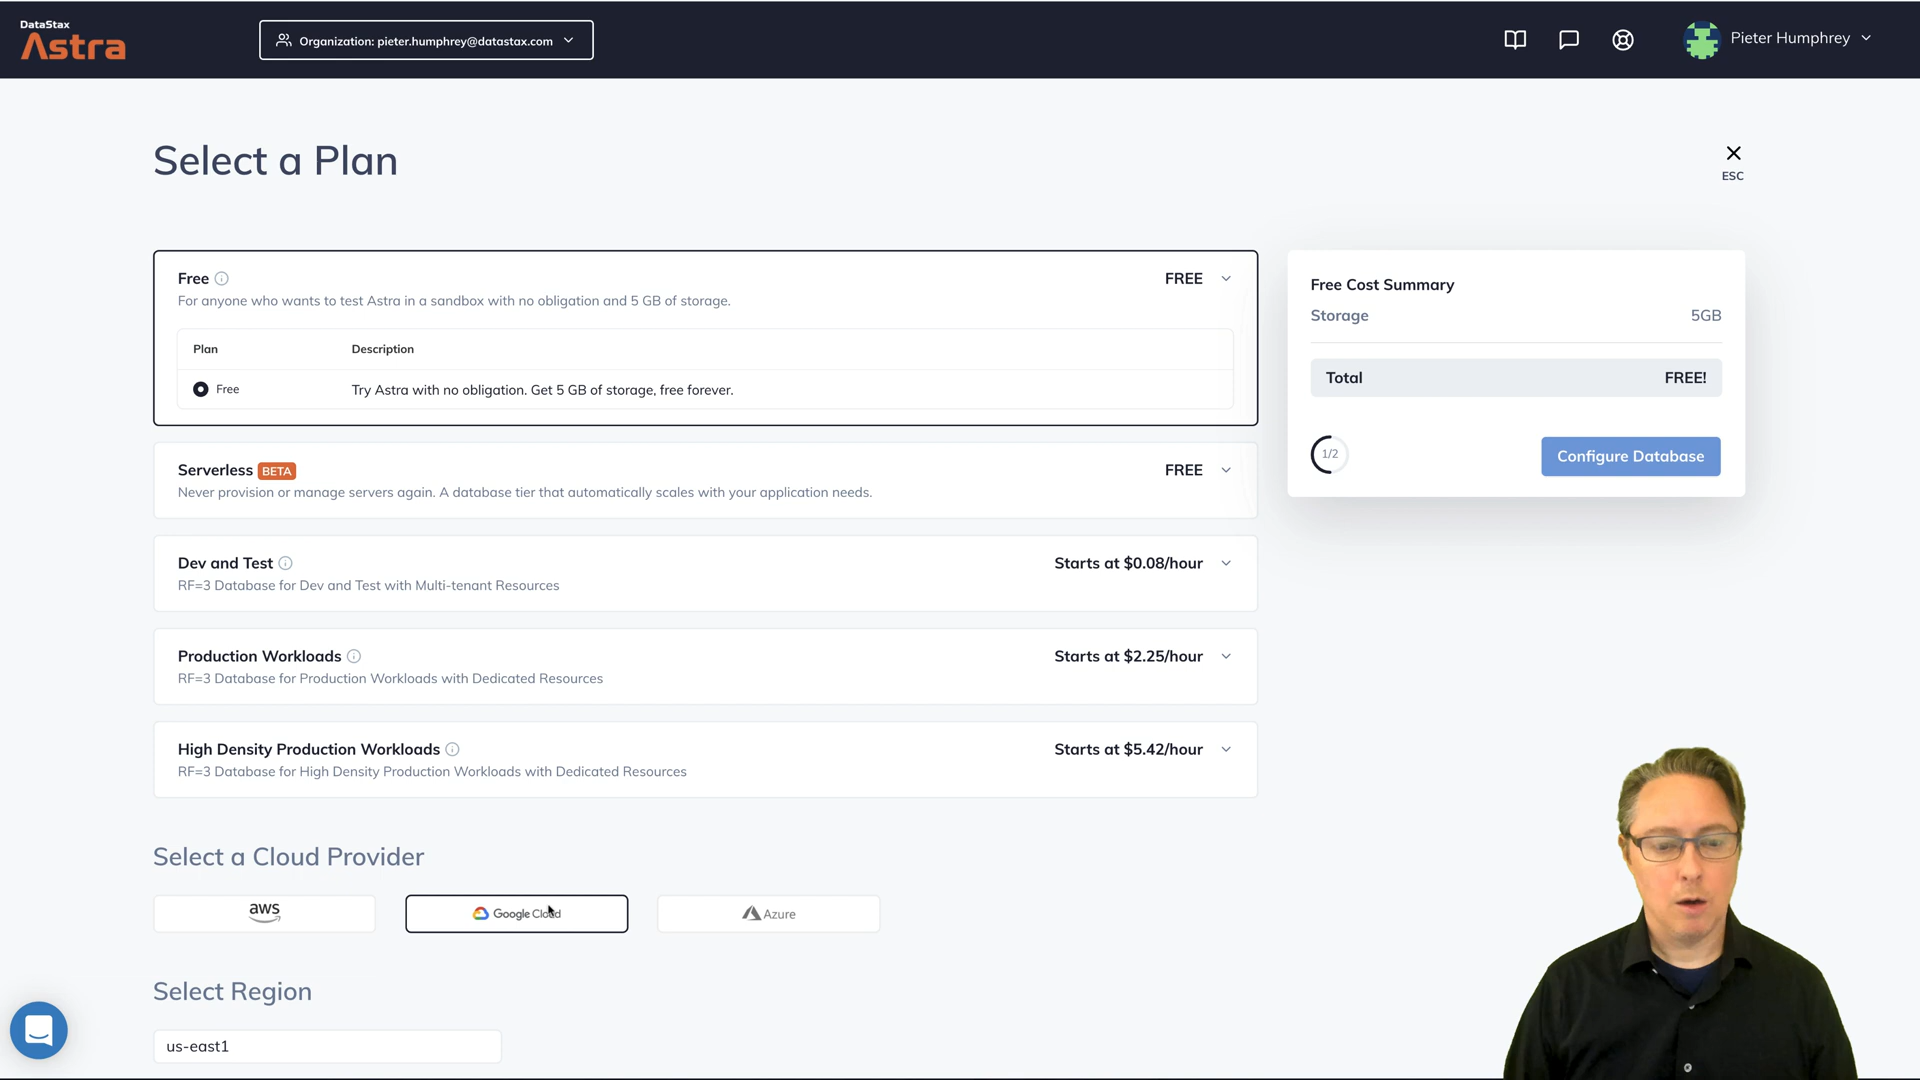 DataStax
Astra
Organization: pieter.humphrey@datastax.com
Pieter Humphrey
Select a Plan
ESC
Free
FREE
For anyone who wants to test Astra in a sandbox with no obligation and 5 GB of storage.
Plan
Description
Free
Try Astra with no obligation. Get 5 GB of storage, free forever.
Serverless BETA
FREE
Never provision or manage servers again. A database tier that automatically scales with your application needs.
Dev and Test
Starts at $0.08/hour
RF=3 Database for Dev and Test with Multi-tenant Resources
Production Workloads
Starts at $2.25/hour
RF=3 Database for Production Workloads with Dedicated Resources
High Density Production Workloads
Starts at $5.42/hour
RF=3 Database for High Density Production Workloads with Dedicated Resources
Free Cost Summary
Storage
5GB
Total
FREE!
1/2
Configure Database
Select a Cloud Provider
aws
Google Cloud
Azure
Select Region
us-east1